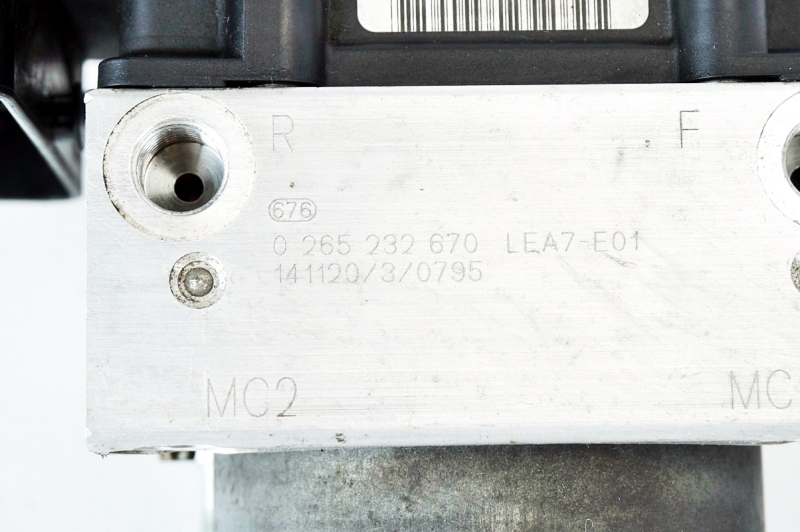 R F
676
0 265 232 670 LEA7-E01
141120/3/0795
MC2 MC